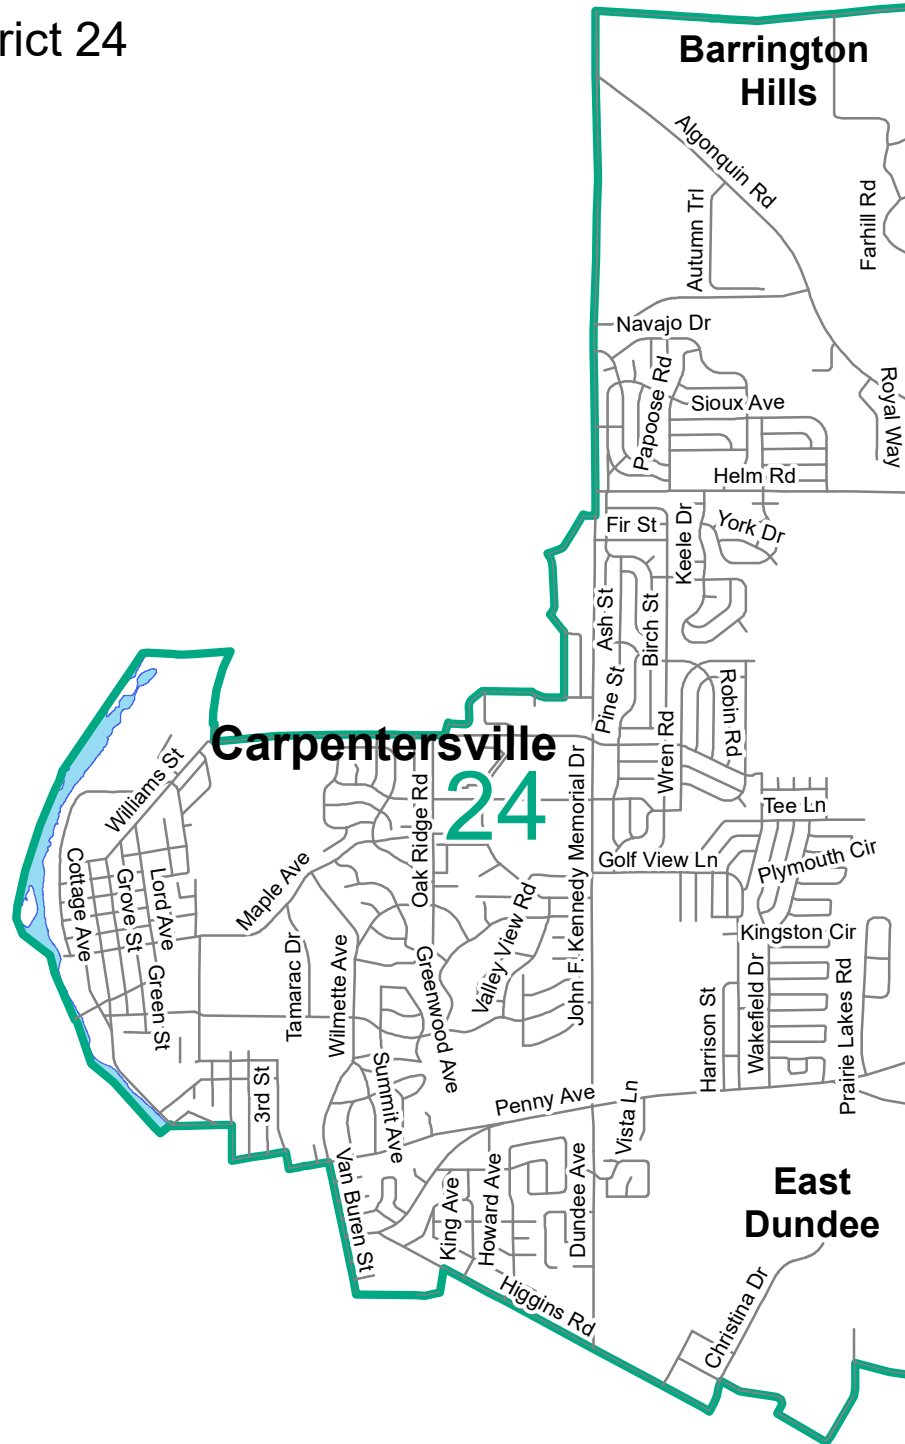 rict 24
Barrington
Hills
Algonquin Rd
Autumn Trl
Farhill Rd
Navajo Dr
Papoose Rd
Sioux Ave
Royal Way
Helm Rd
Fir St
Keele Dr
York Dr
Ash St
Birch St
Pine St
Robin Rd
Wren Rd
Carpentersville
24
Williams St
Oak Ridge Rd
John F. Kennedy Memorial Dr
Tee Ln
Golf View Ln
Plymouth Cir
Cottage Ave
Grove St
Lord Ave
Maple Ave
Valley View Rd
Kingston Cir
Green St
Tamarac Dr
Wilmette Ave
Greenwood Ave
Harrison St
Wakefield Dr
Prairie Lakes Rd
3rd St
Summit Ave
Penny Ave
Vista Ln
Van Buren St
King Ave
Howard Ave
Dundee Ave
East
Dundee
Higgins Rd
Christina Dr